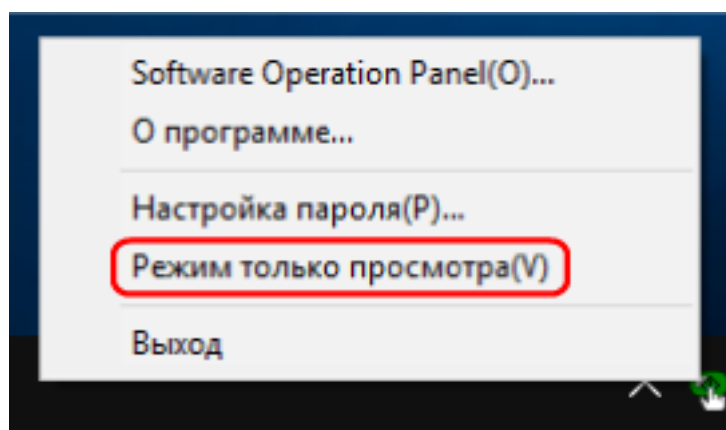 Software Operation Panel(O)...
О программе...
Настройка пароля(P)...
Режим только просмотра(V)
Выход